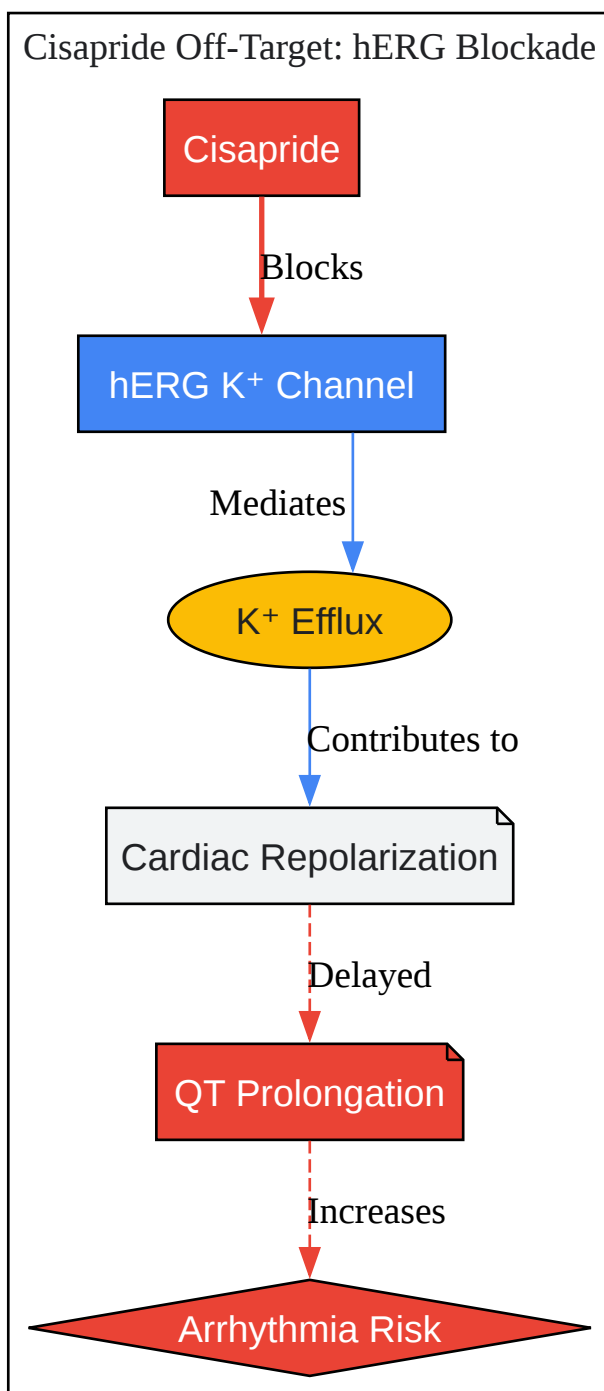 Cisapride Off-Target: hERG Blockade
Cisapride
Blocks
hERG K⁺ Channel
Mediates
K⁺ Efflux
Contributes to
Cardiac Repolarization
Delayed
QT Prolongation
Increases
Arrhythmia Risk